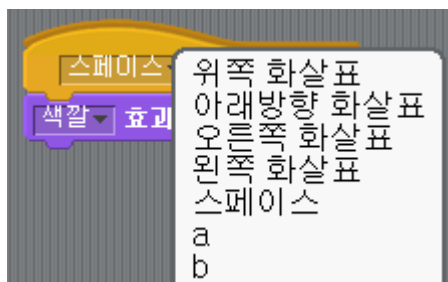 스페이스
색깔 효과
위쪽 화살표
아래방향 화살표
오른쪽 화살표
왼쪽 화살표
스페이스
a
b